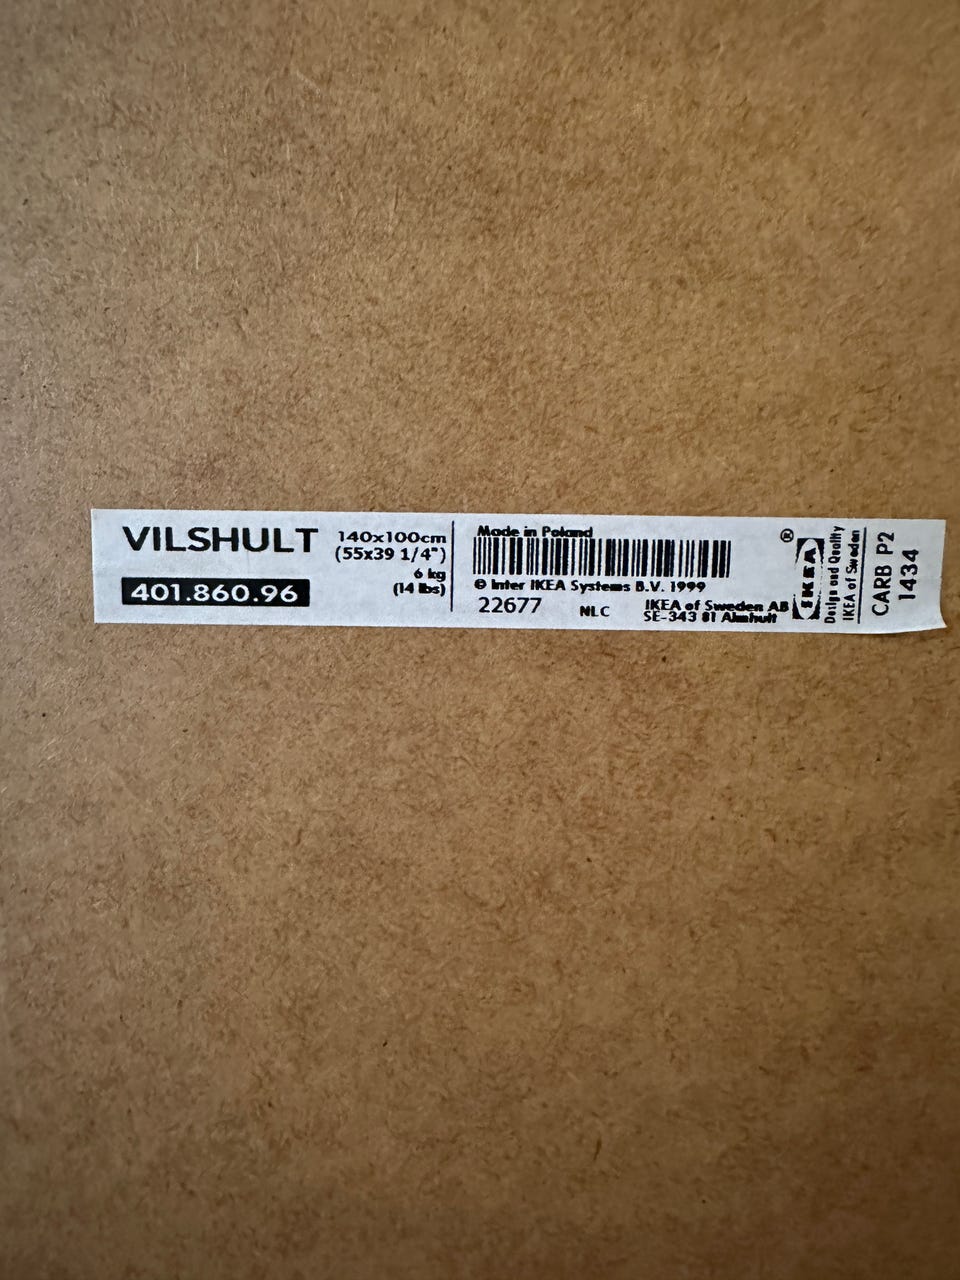 VILSHULT
140x100cm
(55x39 1/4")
6 kg
(14 lbs)
401.860.96
Made in Poland
© Inter IKEA Systems B.V. 1999
22677
NLC
IKEA of Sweden AB
SE-343 81 Älmhult
®
IKEA
Design and Quality
IKEA of Sweden
CARB P2
1434